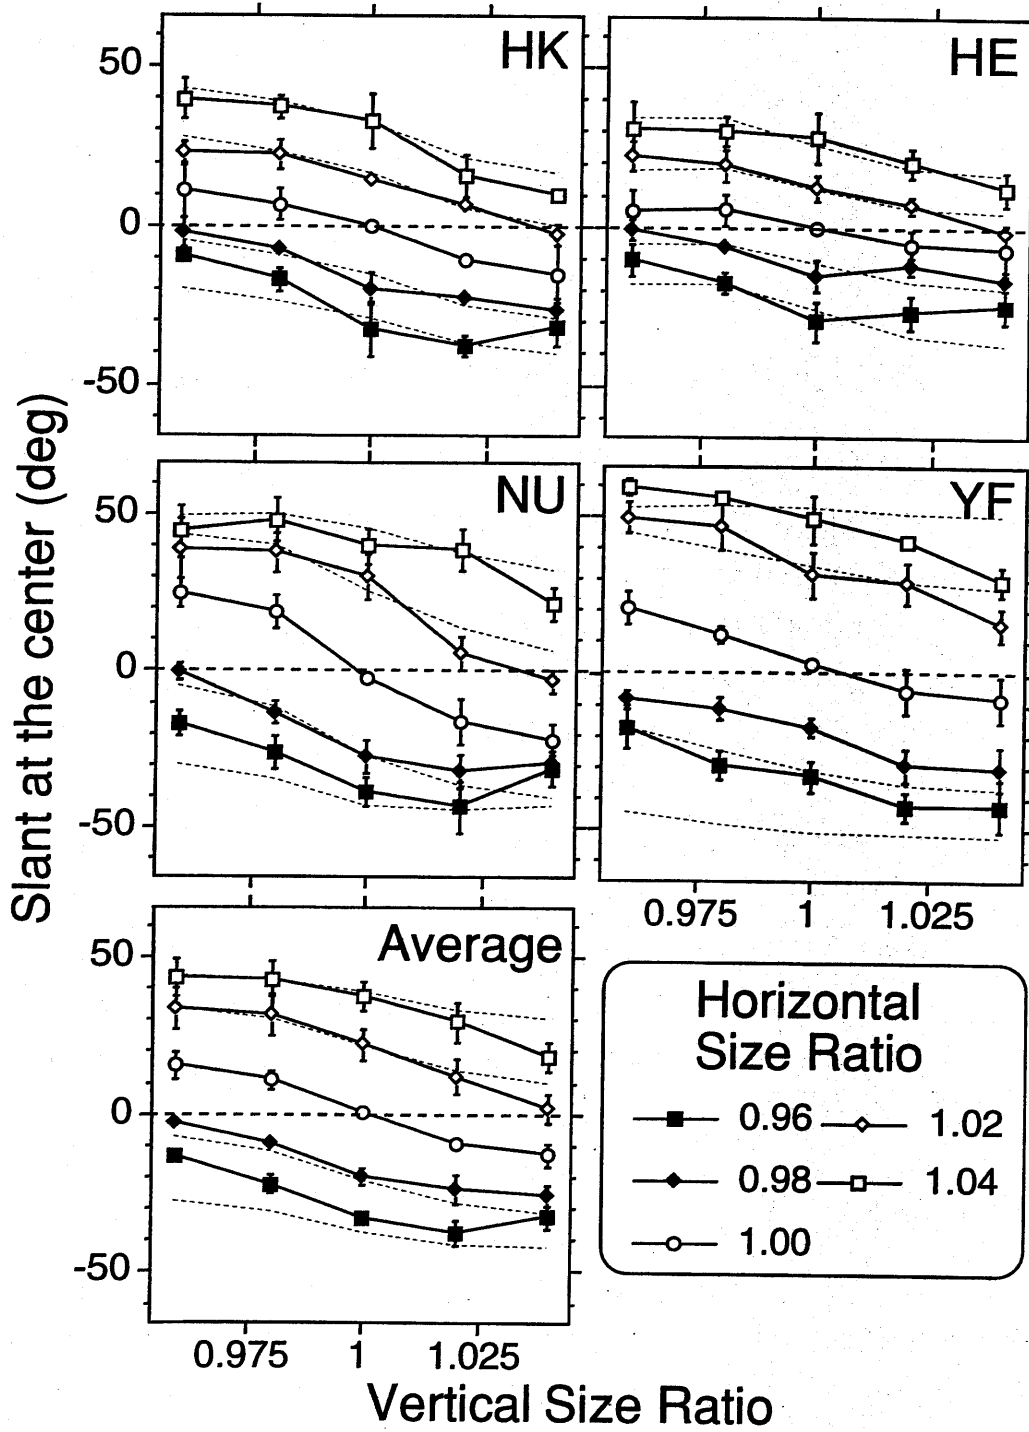 HK
HE
50
0
-50
NU
YF
50
0
-50
0.975 1 1.025
Average
50
0
-50
0.975 1 1.025
Slant at the center (deg)
Vertical Size Ratio
Horizontal
Size Ratio
0.96 1.02
0.98 1.04
1.00